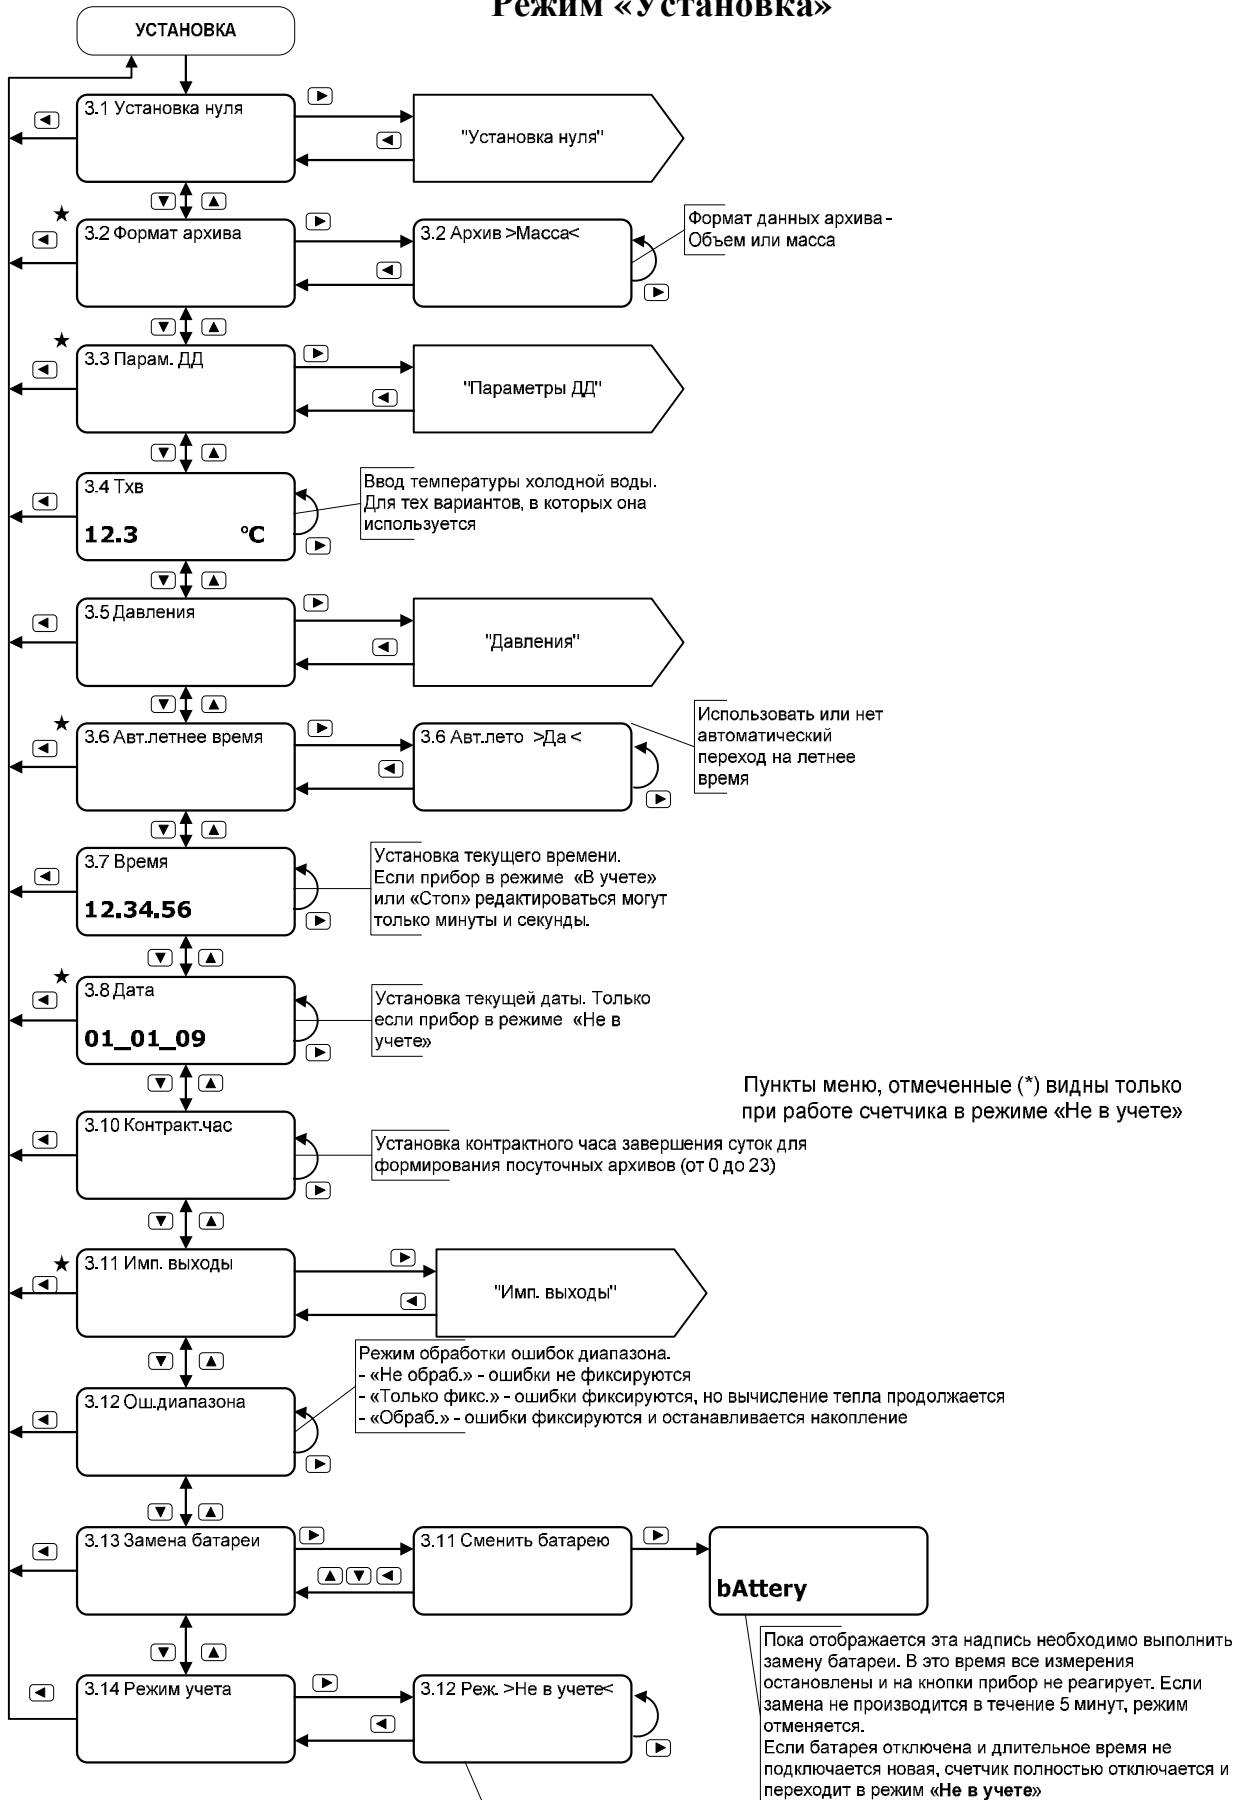 Режим «Установка»
УСТАНОВКА
3.1 Установка нуля
"Установка нуля"
★
3.2 Формат архива
3.2 Архив >Масса<
Формат данных архива -
Объем или масса
★
3.3 Парам. ДД
"Параметры ДД"
3.4 Тхв
12.3 °C
Ввод температуры холодной воды.
Для тех вариантов, в которых она
используется
3.5 Давления
"Давления"
★
3.6 Авт.летнее время
3.6 Авт.лето >Да <
Использовать или нет
автоматический
переход на летнее
время
3.7 Время
12.34.56
Установка текущего времени.
Если прибор в режиме «В учете»
или «Стоп» редактироваться могут
только минуты и секунды.
★
3.8 Дата
01_01_09
Установка текущей даты. Только
если прибор в режиме «Не в
учете»
Пункты меню, отмеченные (*) видны только
при работе счетчика в режиме «Не в учете»
3.10 Контракт.час
Установка контрактного часа завершения суток для
формирования посуточных архивов (от 0 до 23)
★
3.11 Имп. выходы
"Имп. выходы"
Режим обработки ошибок диапазона.
- «Не обраб.» - ошибки не фиксируются
- «Только фикс.» - ошибки фиксируются, но вычисление тепла продолжается
- «Обраб.» - ошибки фиксируются и останавливается накопление
3.12 Ош.диапазона
3.13 Замена батареи
3.11 Сменить батарею
bAttery
Пока отображается эта надпись необходимо выполнить
замену батареи. В это время все измерения
остановлены и на кнопки прибор не реагирует. Если
замена не производится в течение 5 минут, режим
отменяется.
Если батарея отключена и длительное время не
подключается новая, счетчик полностью отключается и
переходит в режим «Не в учете»
3.14 Режим учета
3.12 Реж. >Не в учете<